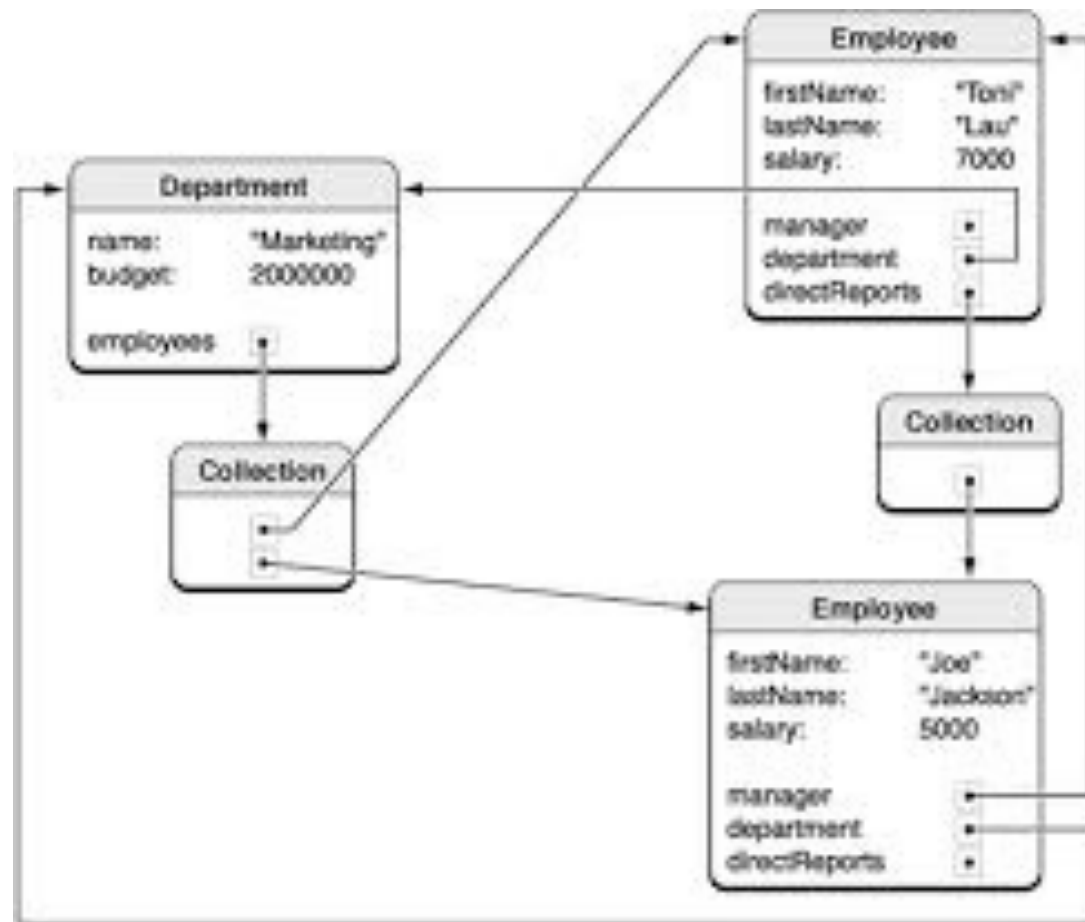 Employee
firstName: "Toni"
lastName: "Lau"
salary: 7000
manager
department
directReports
Department
name: "Marketing"
budget: 2000000
employees
Collection
Collection
Employee
firstName: "Joe"
lastName: "Jackson"
salary: 5000
manager
department
directReports